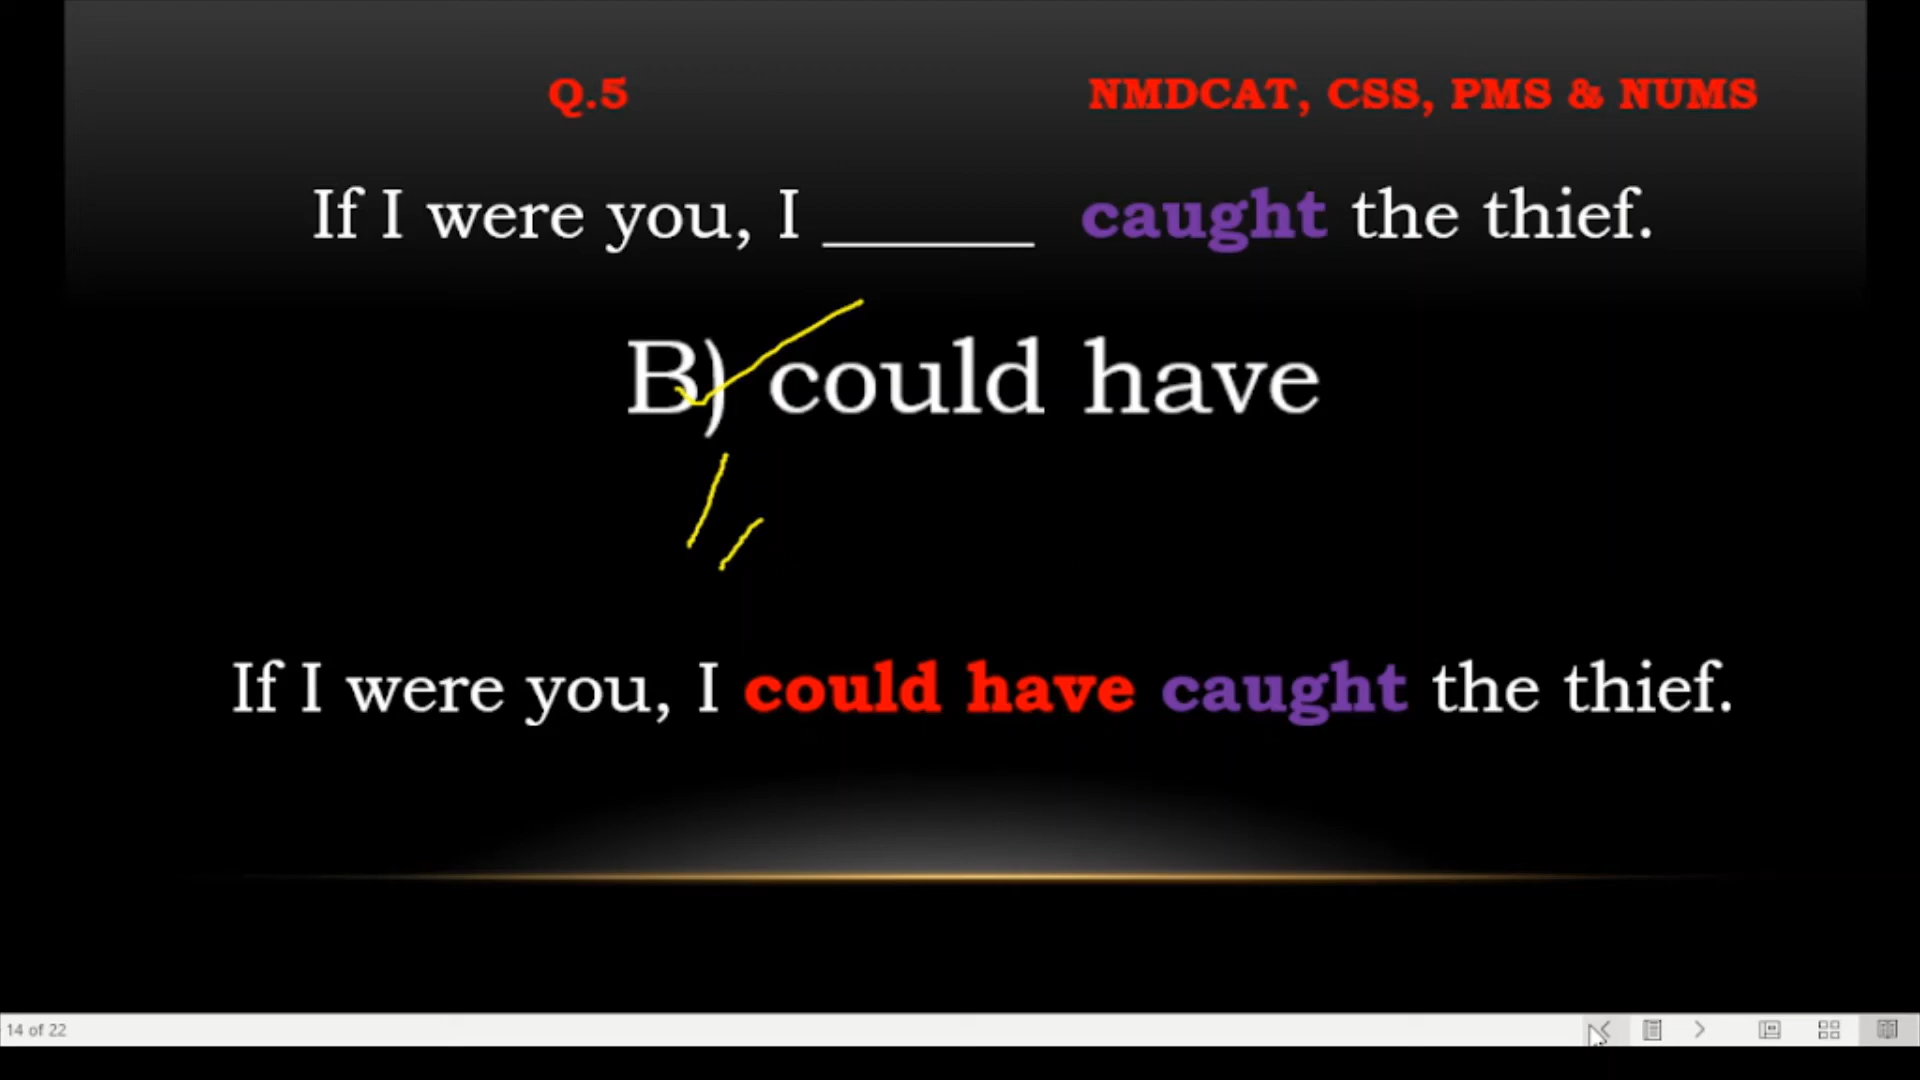 Q.5 NMDCAT, CSS, PMS & NUMS
If I were you, I ______ caught the thief.
B) could have
If I were you, I could have caught the thief.
14 of 22